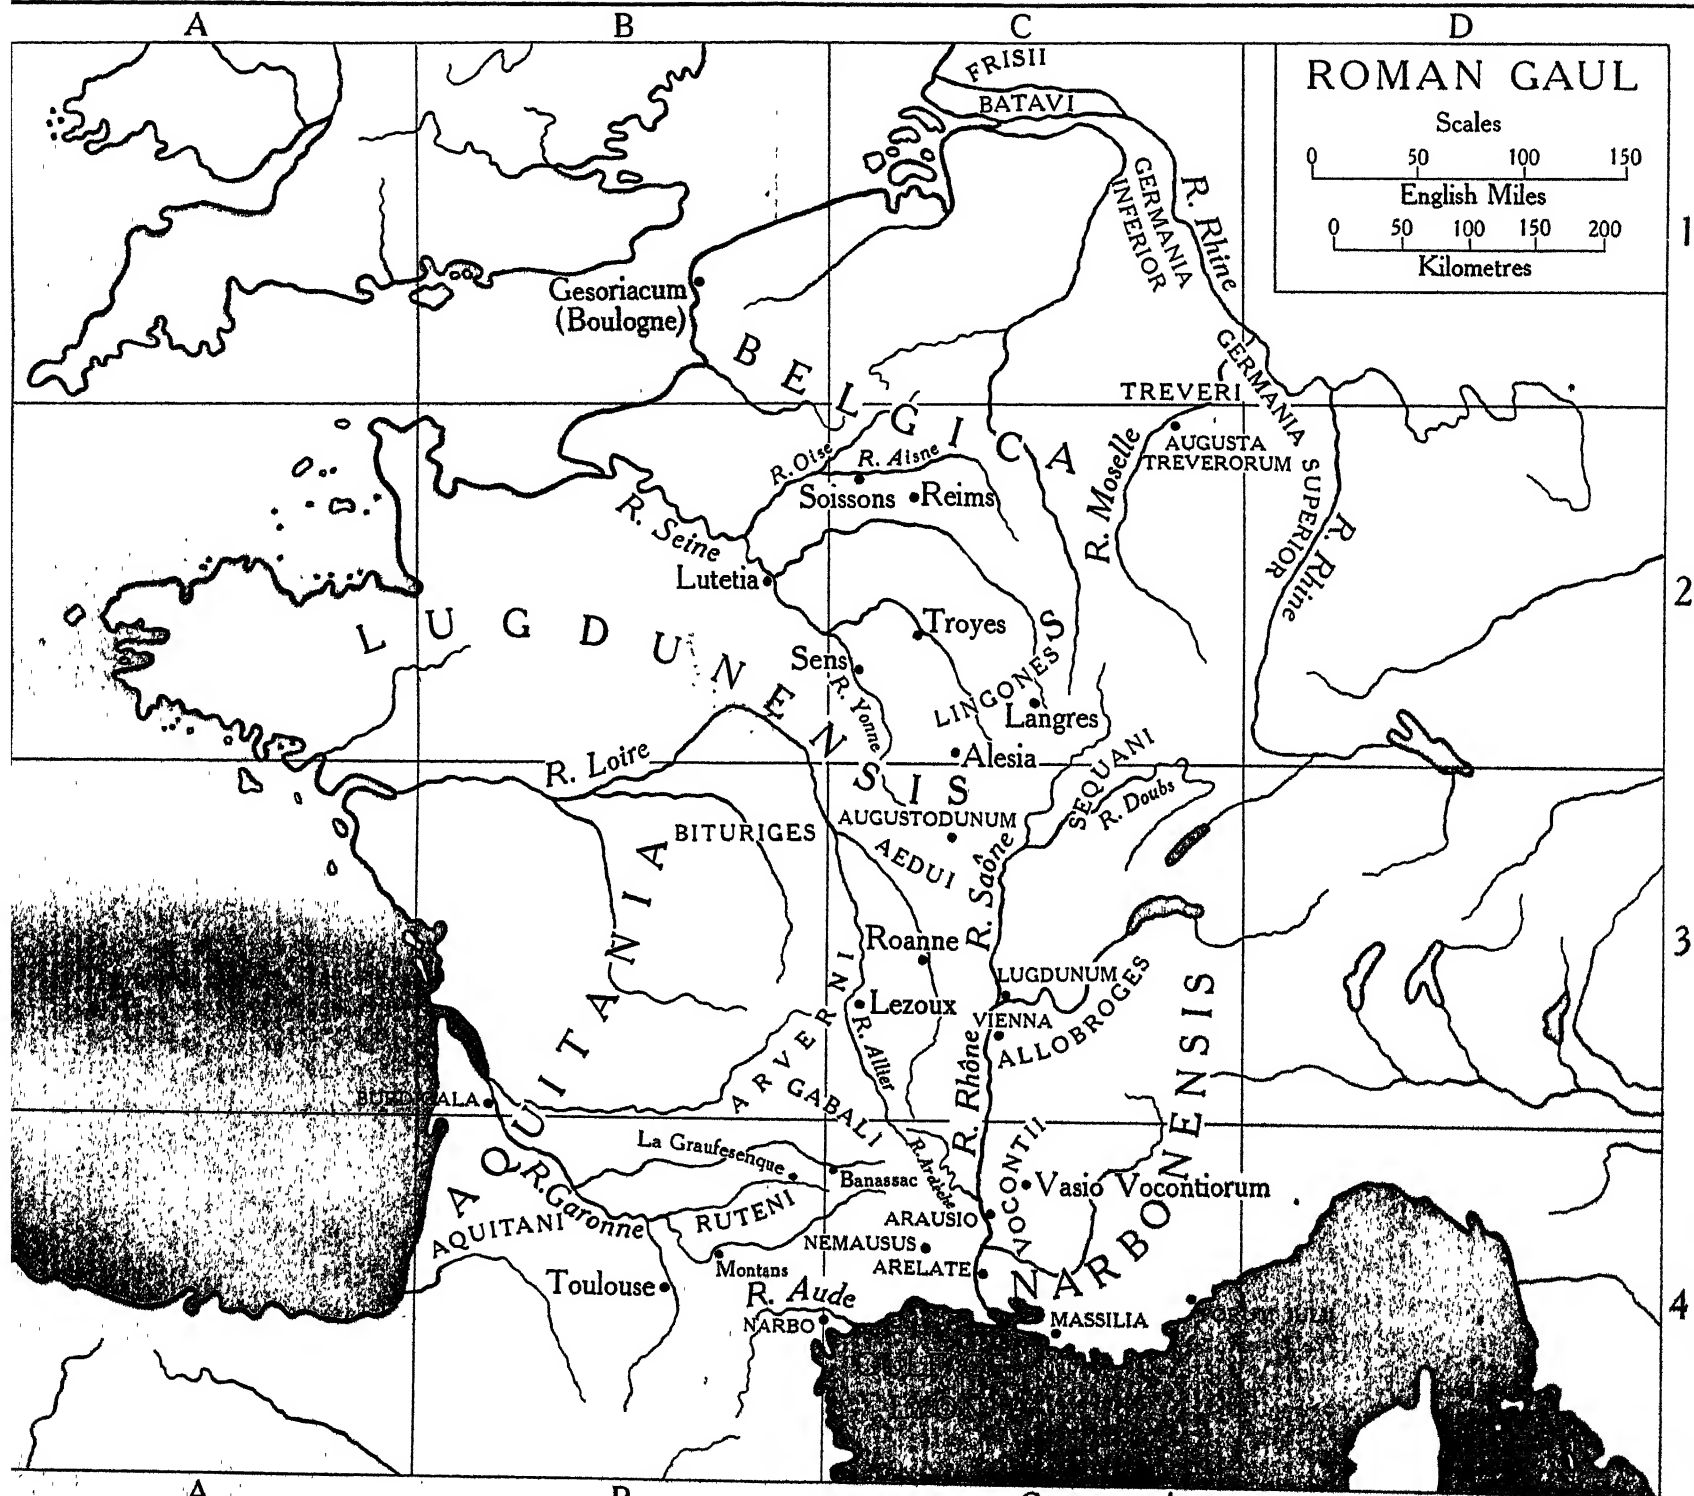 A B C D
ROMAN GAUL
Scales
0 50 100 150
English Miles
0 50 100 150 200
Kilometres
1
2
3
4
FRISII
BATAVI
GERMANIA
INFERIOR
R. Rhine
Gesoriacum
(Boulogne)
BELGICA
TREVERI
GERMANIA
SUPERIOR
AUGUSTA
TREVERORUM
R. Moselle
R. Oise
R. Aisne
Soissons
Reims
R. Seine
R. Rhine
Lutetia
LUGDUNENSIS
Troyes
Sens
R. Yonne
LINGONES
Langres
Alesia
SEQUANI
R. Doubs
R. Loire
BITURIGES
AUGUSTODUNUM
AEDUI
R. Saône
AQUITANIA
Roanne
LUGDUNUM
Lezoux
VIENNA
ALLOBROGES
ARVERNI
R. Allier
GABALI
R. Rhône
BURDIGALA
NARBONENSIS
La Graufesenque
Banassac
R. Ardèche
VOCONTII
Vasio Vocontiorum
R. Garonne
RUTENI
AQUITANI
ARAUSIO
NEMAUSUS
ARELATE
Montans
Toulouse
R. Aude
NARBO
MASSILIA
S